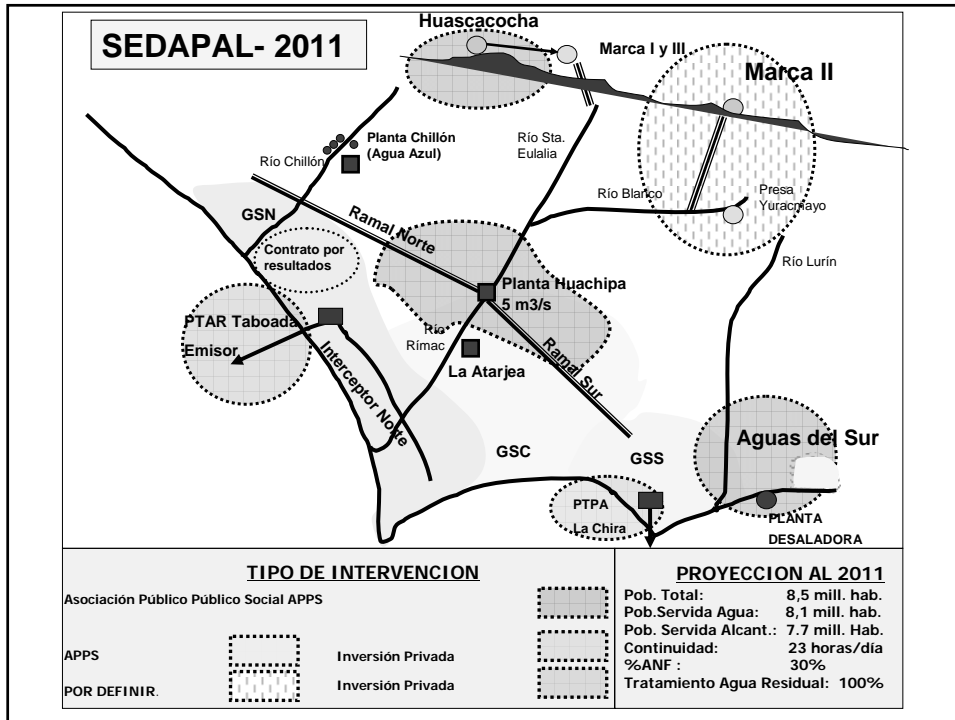 SEDAPAL- 2011
Huascacocha
Marca I y III
Marca II
Planta Chillón
(Agua Azul)
Río Chillón
Río Sta.
Eulalia
Río Blanco
Presa
Yuracmayo
GSN
Ramal Norte
Contrato por
resultados
Río Lurín
Planta Huachipa
5 m3/s
PTAR Taboada
Emisor
Río
Rímac
La Atarjea
Ramal Sur
Interceptor Norte
GSC
GSS
Aguas del Sur
PTPA
La Chira
PLANTA
DESALADORA
TIPO DE INTERVENCION
Asociación Público Público Social APPS
APPS
Inversión Privada
POR DEFINIR.
Inversión Privada
PROYECCION AL 2011
Pob. Total: 8,5 mill. hab.
Pob.Servida Agua: 8,1 mill. hab.
Pob. Servida Alcant.: 7.7 mill. Hab.
Continuidad: 23 horas/día
%ANF : 30%
Tratamiento Agua Residual: 100%